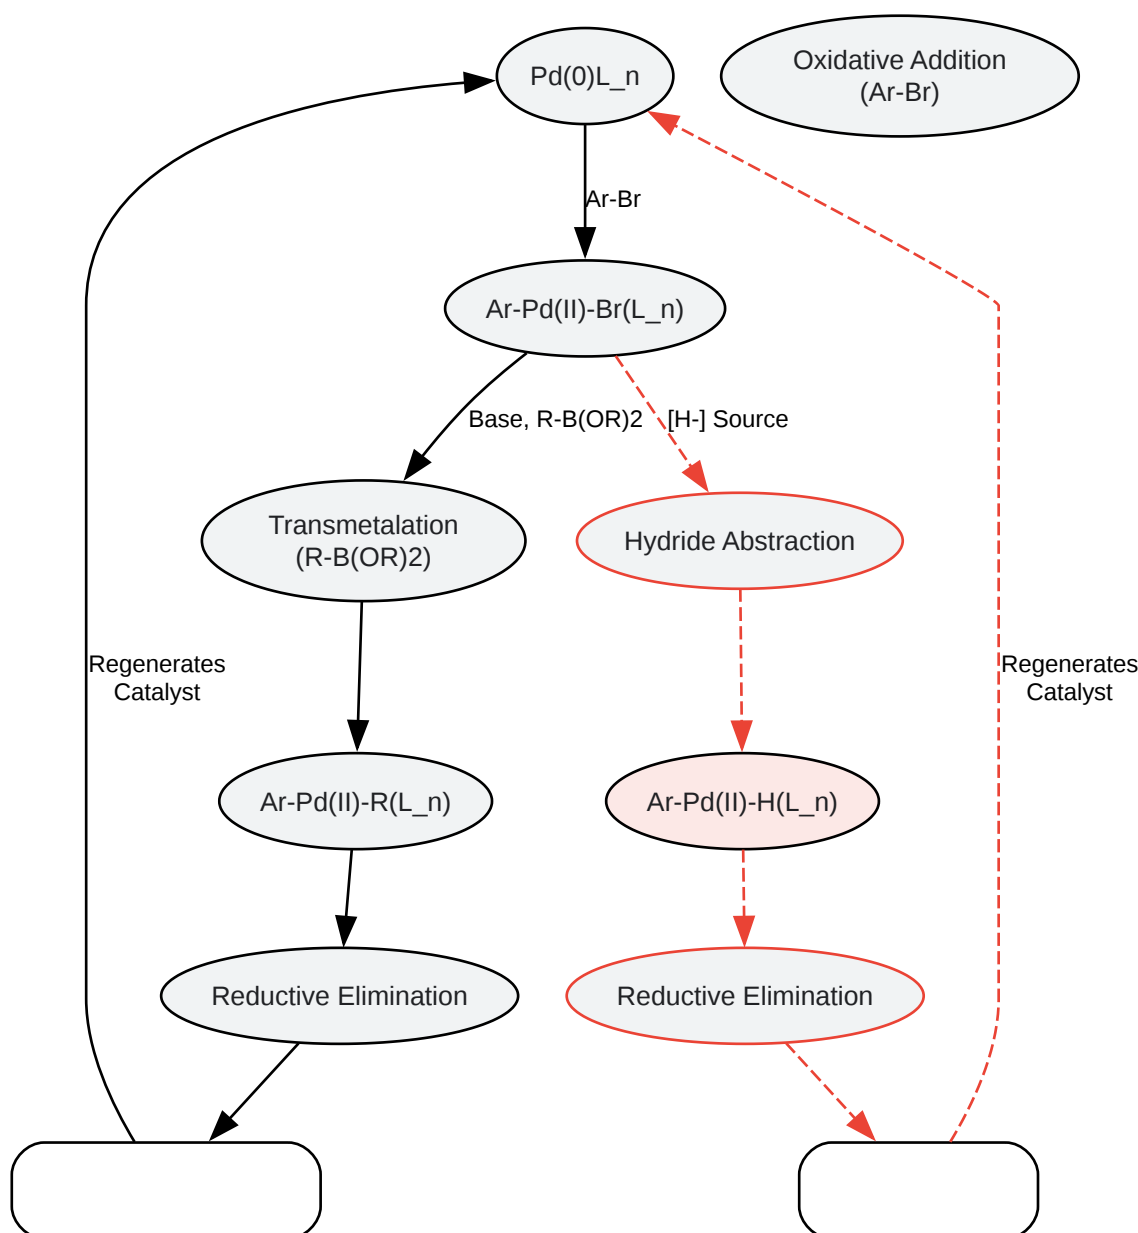 Pd(0)L_n
Oxidative Addition
(Ar-Br)
Ar-Br
Ar-Pd(II)-Br(L_n)
Base, R-B(OR)2
[H-] Source
Transmetalation
(R-B(OR)2)
Hydride Abstraction
Regenerates
Catalyst
Regenerates
Catalyst
Ar-Pd(II)-R(L_n)
Ar-Pd(II)-H(L_n)
Reductive Elimination
Reductive Elimination